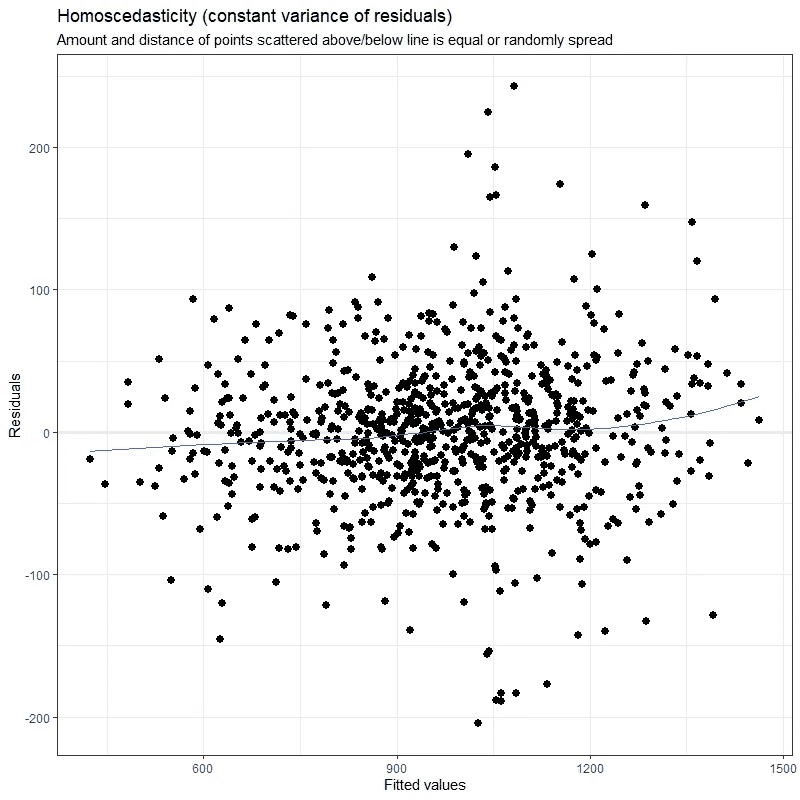 Homoscedasticity (constant variance of residuals)
Amount and distance of points scattered above/below line is equal or randomly spread
200
100
0
-100
-200
Residuals
600
900
1200
1500
Fitted values